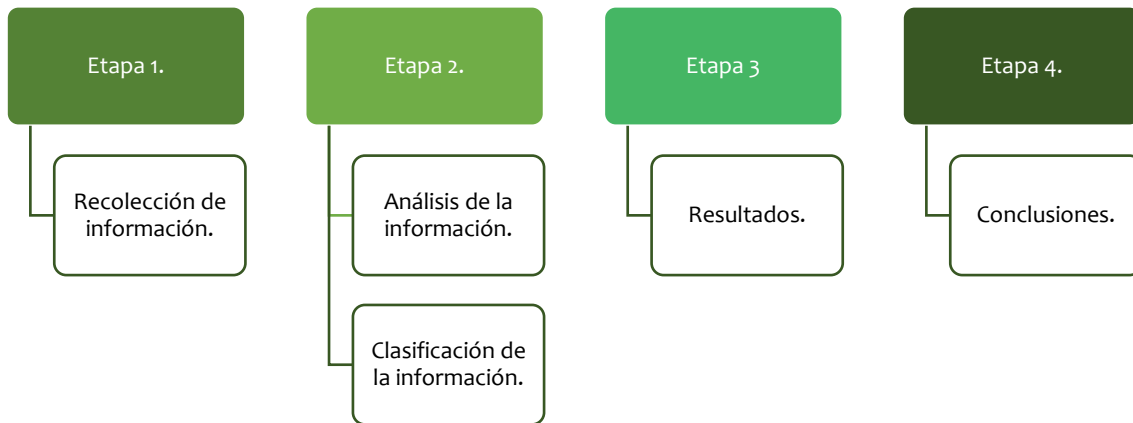 Etapa 1.
Recolección de
información.
Etapa 2.
Análisis de la
información.
Clasificación de
la información.
Etapa 3
Resultados.
Etapa 4.
Conclusiones.